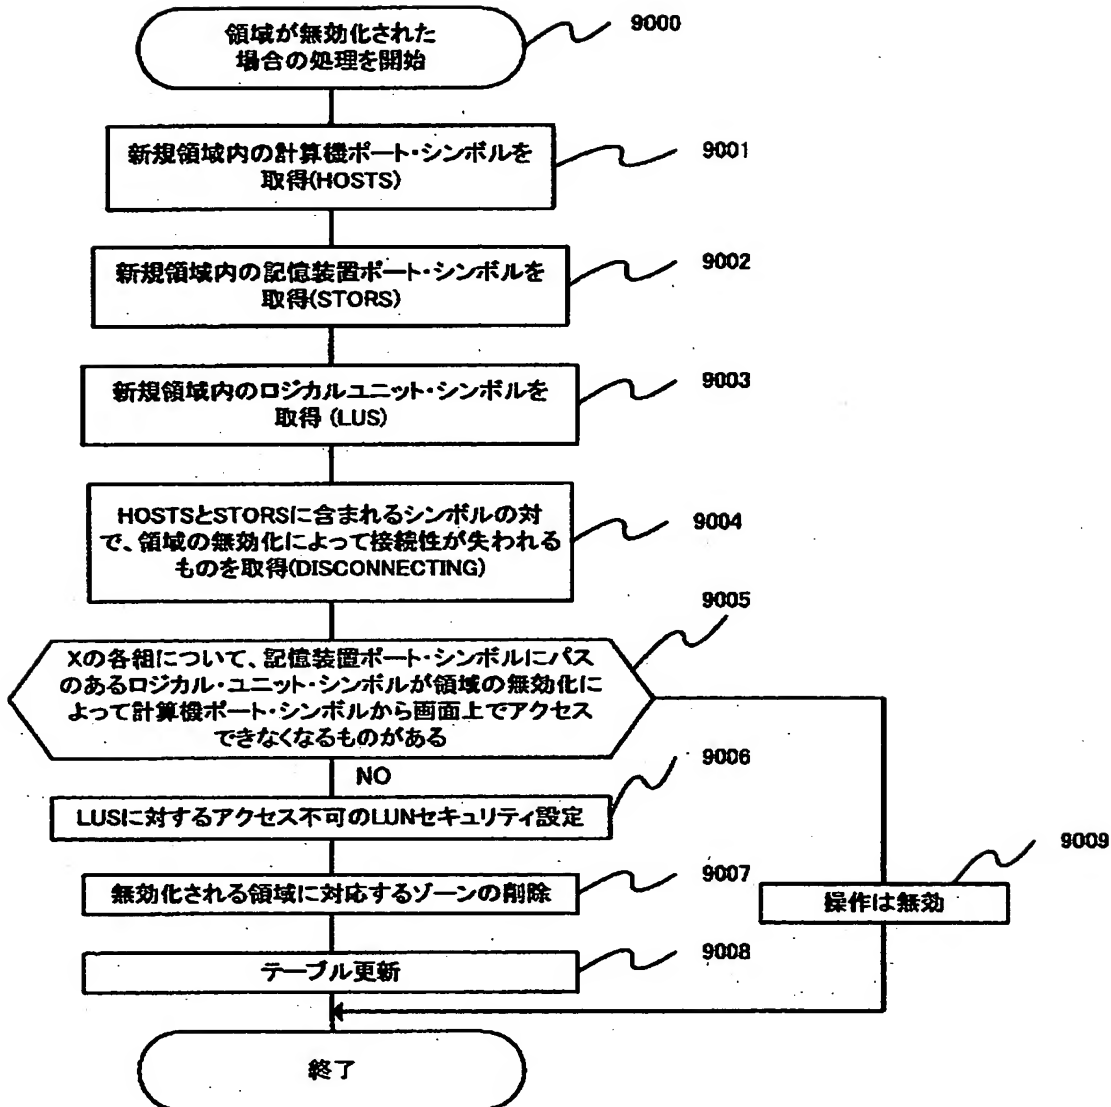 領域が無効化された
場合の処理を開始
9000
新規領域内の計算機ポート・シンボルを
取得(HOSTS)
9001
新規領域内の記憶装置ポート・シンボルを
取得(STORS)
9002
新規領域内のロジカルユニット・シンボルを
取得 (LUS)
9003
HOSTSとSTORSに含まれるシンボルの対
で、領域の無効化によって接続性が失われる
ものを取得(DISCONNECTING)
9004
9005
Xの各組について、記憶装置ポート・シンボルにパス
のあるロジカル・ユニット・シンボルが領域の無効化に
よって計算機ポート・シンボルから画面上でアクセス
できなくなるものがある
NO
9006
LUSに対するアクセス不可のLUNセキュリティ設定
9007
無効化される領域に対応するゾーンの削除
9009
操作は無効
9008
テーブル更新
終了